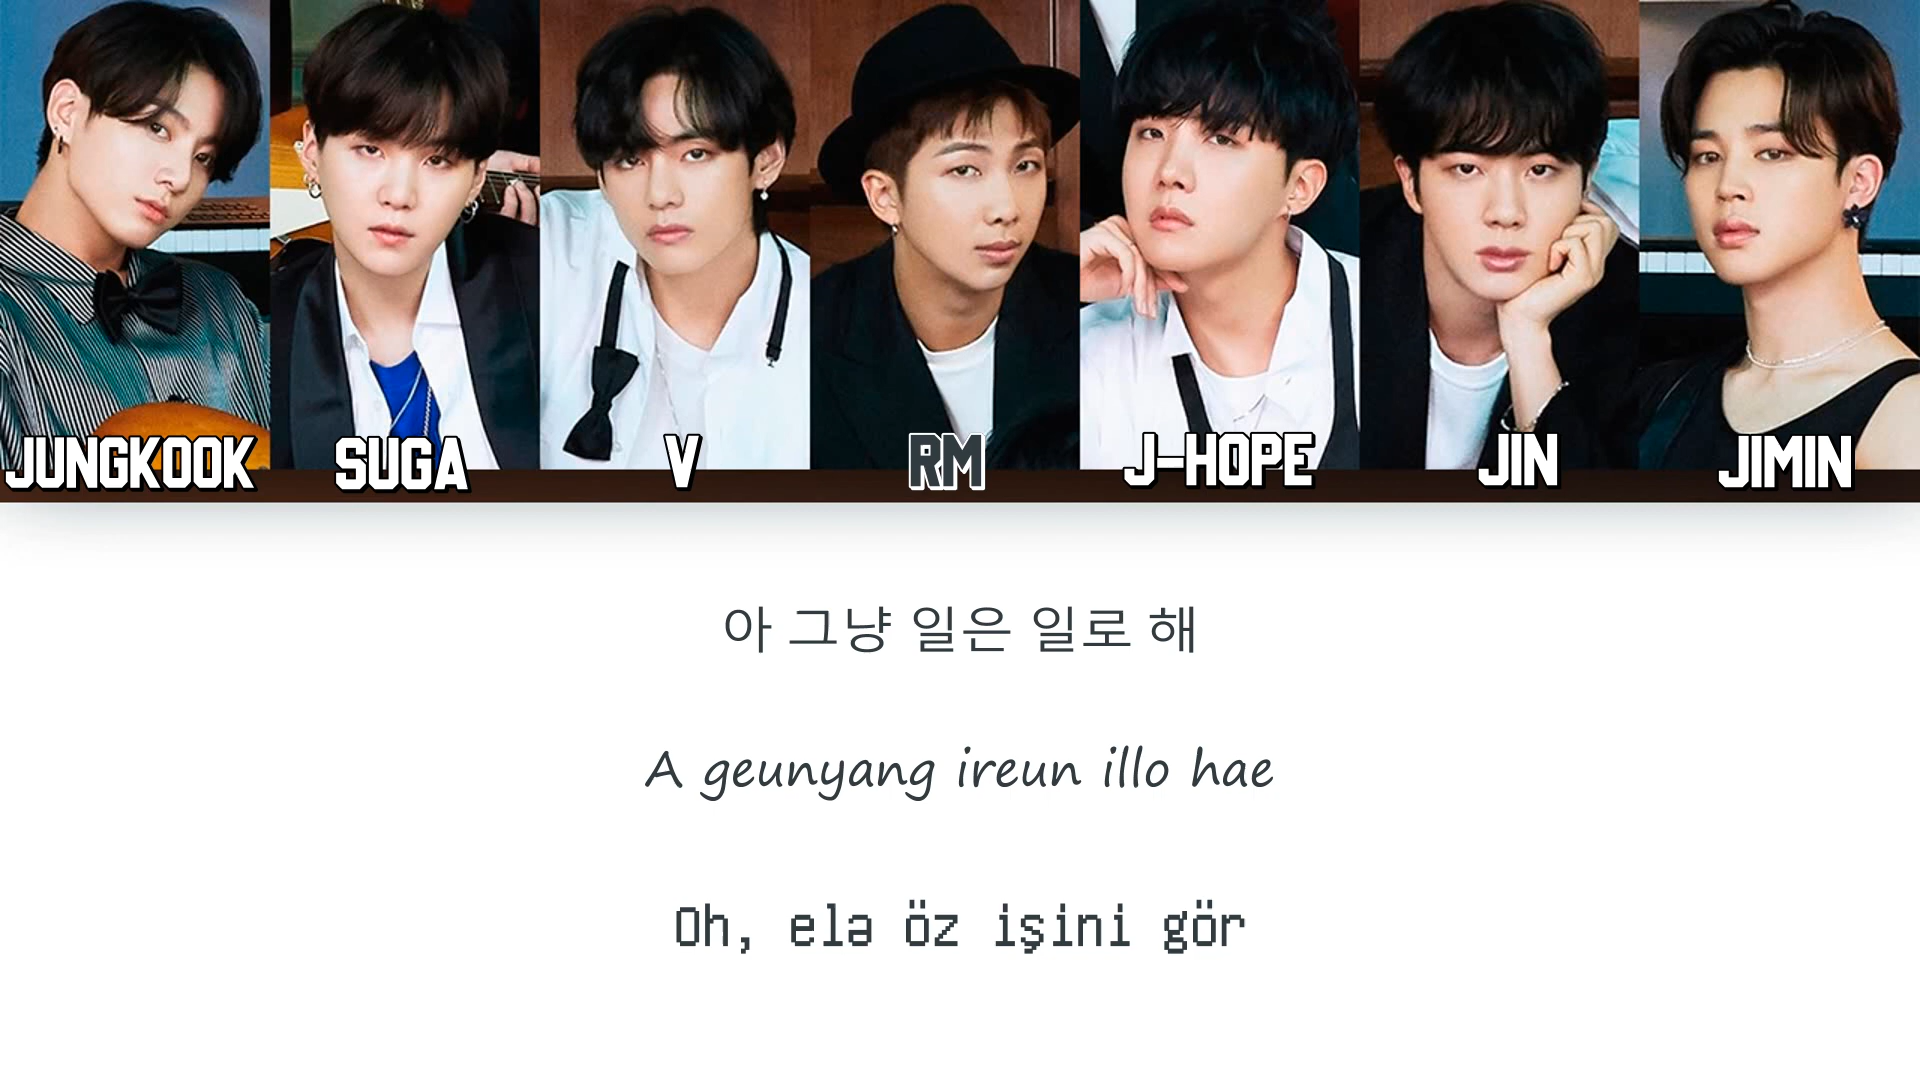 JUNGKOOK SUGA V RM J-HOPE JIN JIMIN
아 그냥 일은 일로 해
A geunyang ireun illo hae
Oh, elə öz işini gör